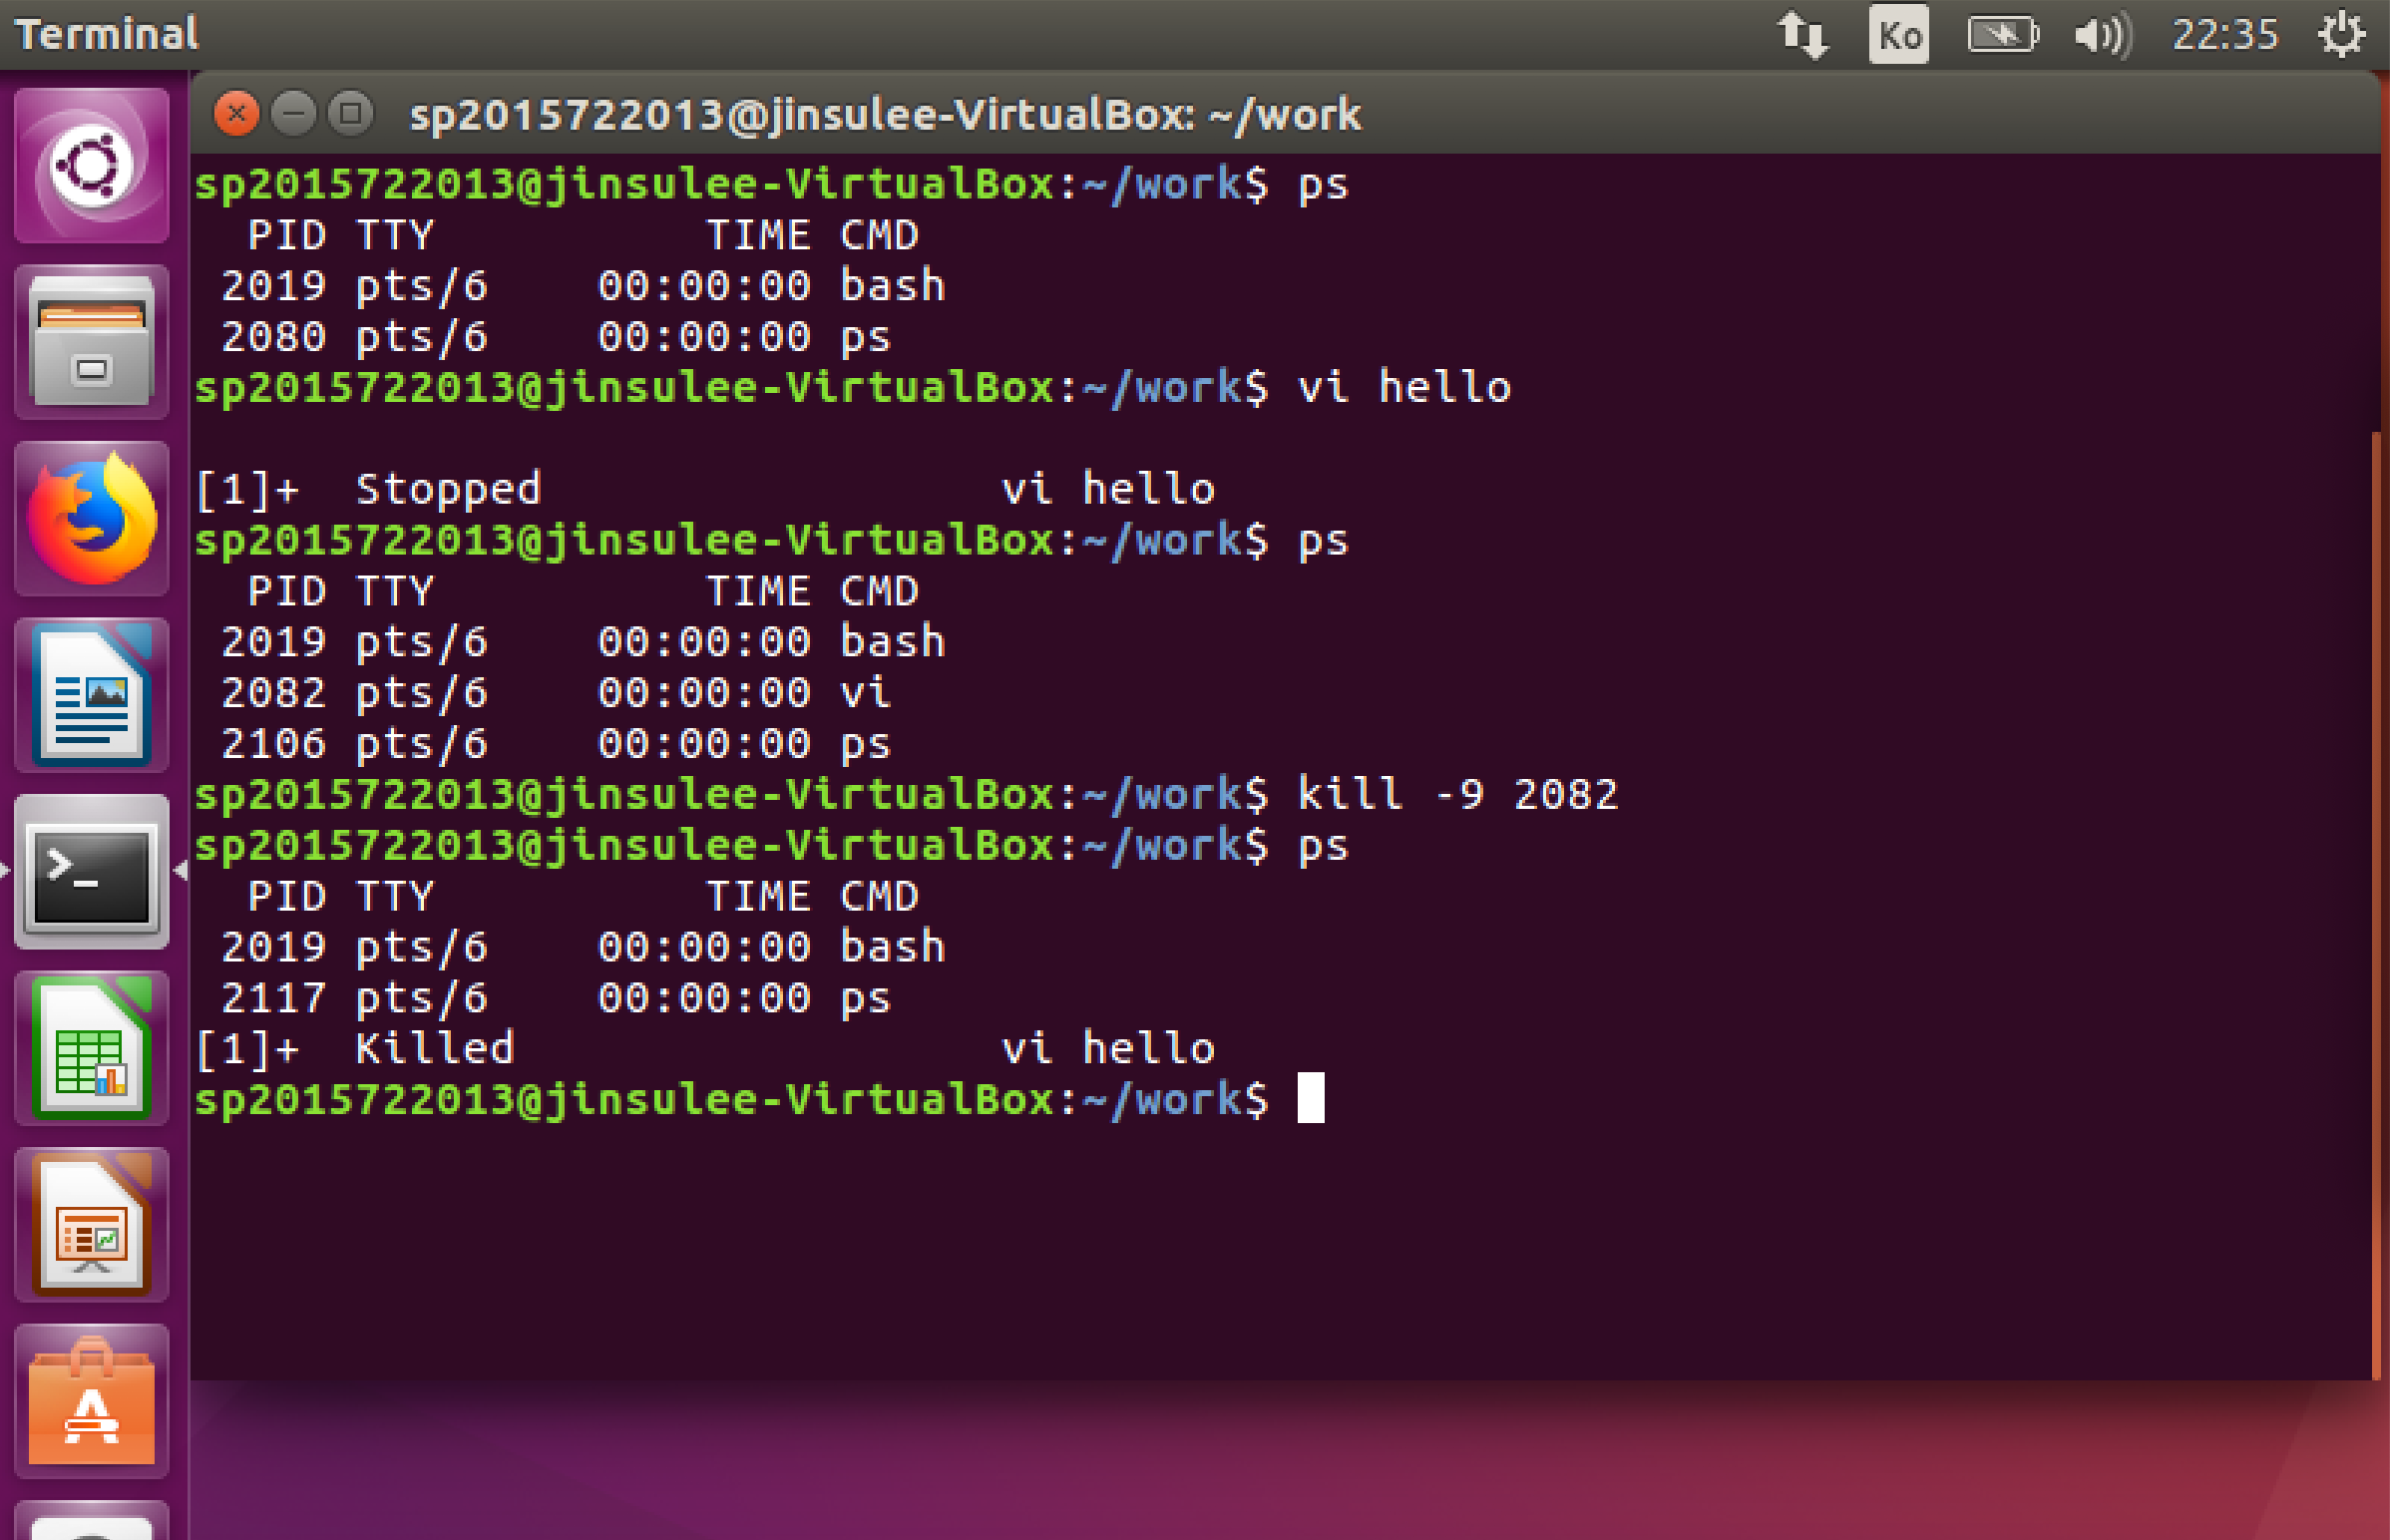 Terminal
Ko
22:35
sp2015722013@jinsulee-VirtualBox: ~/work
sp2015722013@jinsulee-VirtualBox:~/work$ ps
  PID TTY          TIME CMD
 2019 pts/6    00:00:00 bash
 2080 pts/6    00:00:00 ps
sp2015722013@jinsulee-VirtualBox:~/work$ vi hello
[1]+  Stopped                 vi hello
sp2015722013@jinsulee-VirtualBox:~/work$ ps
  PID TTY          TIME CMD
 2019 pts/6    00:00:00 bash
 2082 pts/6    00:00:00 vi
 2106 pts/6    00:00:00 ps
sp2015722013@jinsulee-VirtualBox:~/work$ kill -9 2082
sp2015722013@jinsulee-VirtualBox:~/work$ ps
  PID TTY          TIME CMD
 2019 pts/6    00:00:00 bash
 2117 pts/6    00:00:00 ps
[1]+  Killed                  vi hello
sp2015722013@jinsulee-VirtualBox:~/work$